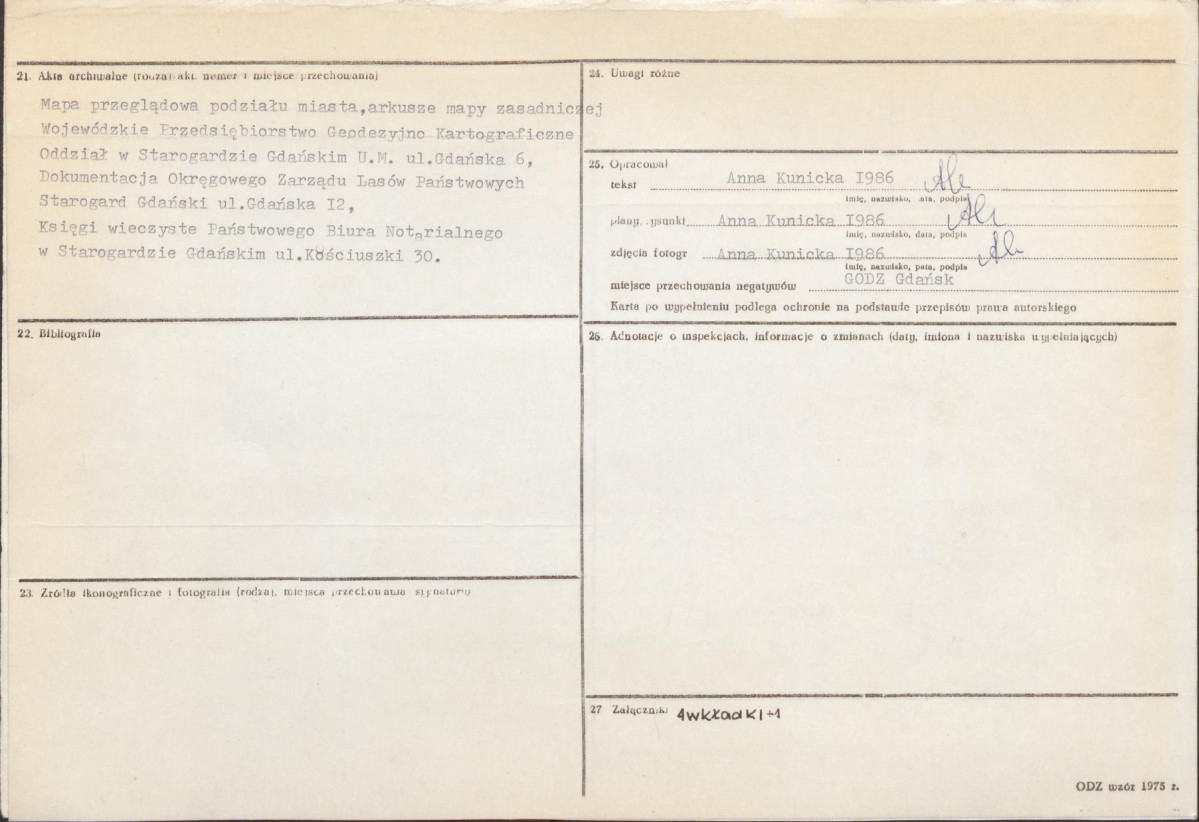 21. Akta archiwalne (rodzaj akt, numer i miejsce przechowania)
Mapa przeglądowa podziału miasta,arkusze mapy zasadniczej
Wojewódzkie Przedsiębiorstwo Geodezyjno Kartograficzne
Oddział w Starogardzie Gdańskim U.M. ul.Gdańska 6,
Dokumentacja Okręgowego Zarządu Lasów Państwowych
Starogard Gdański ul.Gdańska I2,
Księgi wieczyste Państwowego Biura Notarialnego
w Starogardzie Gdańskim ul.Kościuszki 30.
22. Bibliografia
23. Źródła ikonograficzne i fotografia (rodzaj, miejsce przechowania sygnatury)
24. Uwagi różne
25. Opracował
tekst Anna Kunicka I986
imię, nazwisko, data, podpis
plany, rysunki Anna Kunicka I986
imię, nazwisko, data, podpis
zdjęcia fotogr Anna Kunicka I986
imię, nazwisko, data, podpis
miejsce przechowania negatywów GODZ Gdańsk
Karta po wypełnieniu podlega ochronie na podstawie przepisów prawa autorskiego
26. Adnotacje o inspekcjach, informacje o zmianach (daty, imiona i nazwiska wypełniających)
27 Załączniki 4wkładki+1
ODZ wzór 1975 r.